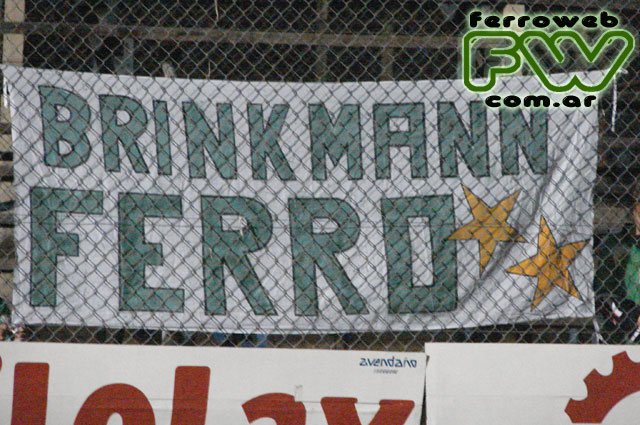 ferroweb
FW
com.ar
BRINKMANN
FERRO
avendaño